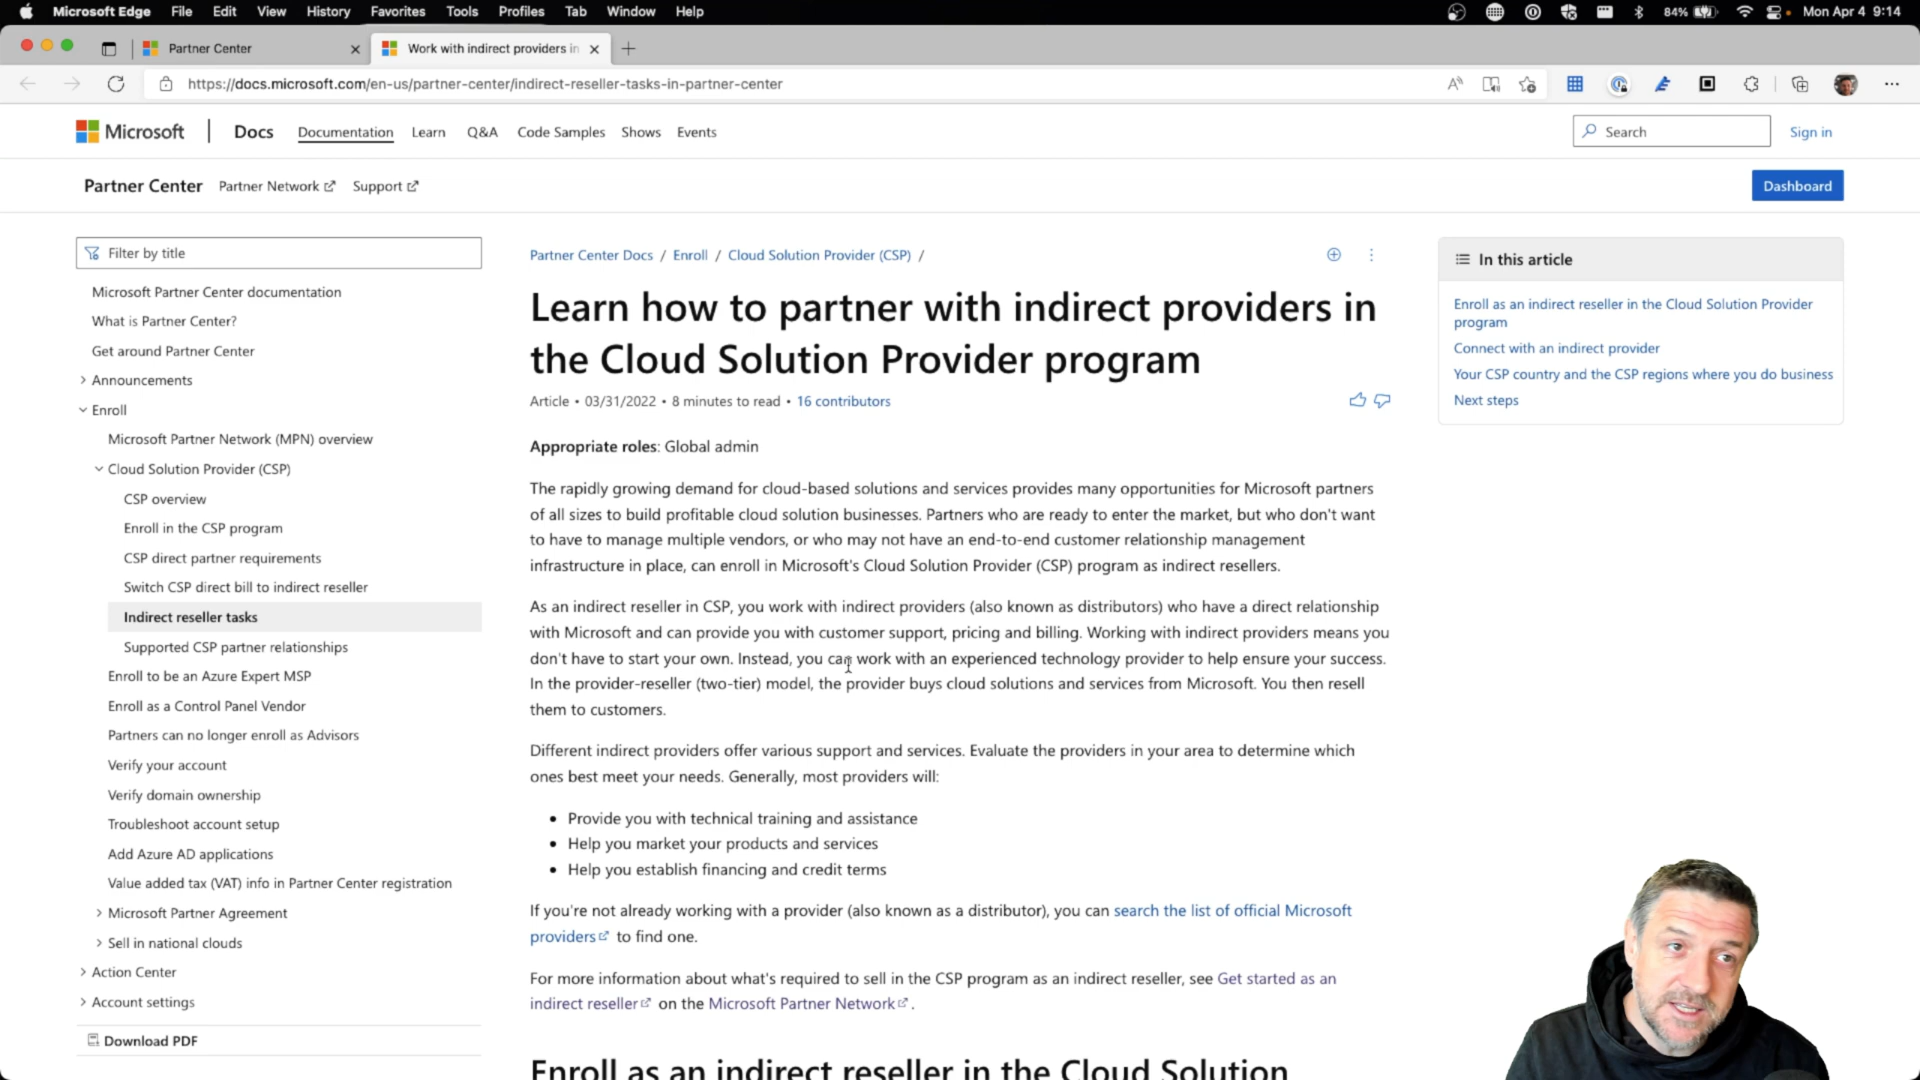 Microsoft Edge File Edit View History Favorites Tools Profiles Tab Window Help 84% Mon Apr 4 9:14
Partner Center
Work with indirect providers in
https://docs.microsoft.com/en-us/partner-center/indirect-reseller-tasks-in-partner-center
Microsoft Docs Documentation Learn Q&A Code Samples Shows Events Search Sign in
Partner Center Partner Network Support Dashboard
Filter by title
Microsoft Partner Center documentation
What is Partner Center?
Get around Partner Center
Announcements
Enroll
Microsoft Partner Network (MPN) overview
Cloud Solution Provider (CSP)
CSP overview
Enroll in the CSP program
CSP direct partner requirements
Switch CSP direct bill to indirect reseller
Indirect reseller tasks
Supported CSP partner relationships
Enroll to be an Azure Expert MSP
Enroll as a Control Panel Vendor
Partners can no longer enroll as Advisors
Verify your account
Verify domain ownership
Troubleshoot account setup
Add Azure AD applications
Value added tax (VAT) info in Partner Center registration
Microsoft Partner Agreement
Sell in national clouds
Action Center
Account settings
Download PDF
Partner Center Docs / Enroll / Cloud Solution Provider (CSP) /
Learn how to partner with indirect providers in
the Cloud Solution Provider program
Article • 03/31/2022 • 8 minutes to read • 16 contributors
Appropriate roles: Global admin
The rapidly growing demand for cloud-based solutions and services provides many opportunities for Microsoft partners
of all sizes to build profitable cloud solution businesses. Partners who are ready to enter the market, but who don't want
to have to manage multiple vendors, or who may not have an end-to-end customer relationship management
infrastructure in place, can enroll in Microsoft's Cloud Solution Provider (CSP) program as indirect resellers.
As an indirect reseller in CSP, you work with indirect providers (also known as distributors) who have a direct relationship
with Microsoft and can provide you with customer support, pricing and billing. Working with indirect providers means you
don't have to start your own. Instead, you can work with an experienced technology provider to help ensure your success.
In the provider-reseller (two-tier) model, the provider buys cloud solutions and services from Microsoft. You then resell
them to customers.
Different indirect providers offer various support and services. Evaluate the providers in your area to determine which
ones best meet your needs. Generally, most providers will:
• Provide you with technical training and assistance
• Help you market your products and services
• Help you establish financing and credit terms
If you're not already working with a provider (also known as a distributor), you can search the list of official Microsoft
providers to find one.
For more information about what's required to sell in the CSP program as an indirect reseller, see Get started as an
indirect reseller on the Microsoft Partner Network.
Enroll as an indirect reseller in the Cloud Solution
In this article
Enroll as an indirect reseller in the Cloud Solution Provider
program
Connect with an indirect provider
Your CSP country and the CSP regions where you do business
Next steps